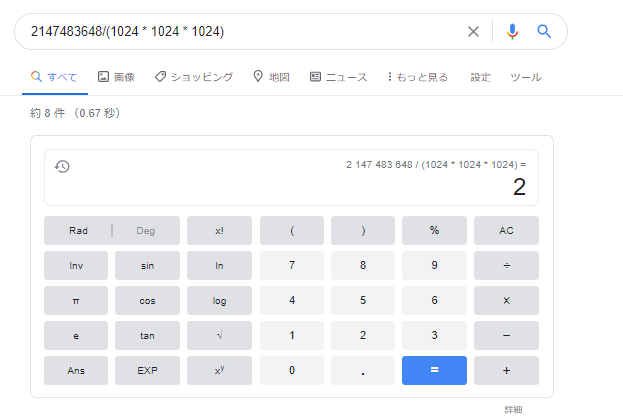 2147483648/(1024 * 1024 * 1024)
すべて 画像 ショッピング 地図 ニュース もっと見る 設定 ツール
約 8 件 （0.67 秒）
2 147 483 648 / (1024 * 1024 * 1024) =
2
Rad Deg x! ( ) % AC
Inv sin ln 7 8 9 ÷
π cos log 4 5 6 ×
e tan √ 1 2 3 −
Ans EXP xʸ 0 . = +
詳細